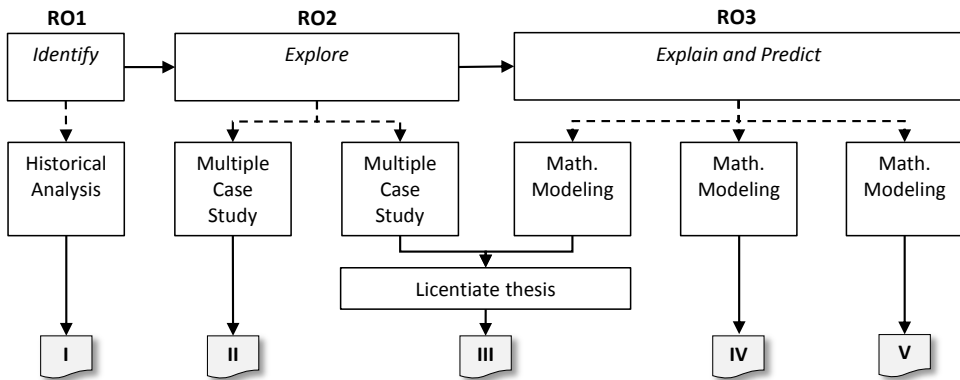 RO1
RO2
RO3
Identify
Explore
Explain and Predict
Historical
Analysis
Multiple
Case
Study
Multiple
Case
Study
Math.
Modeling
Math.
Modeling
Math.
Modeling
Licentiate thesis
I
II
III
IV
V